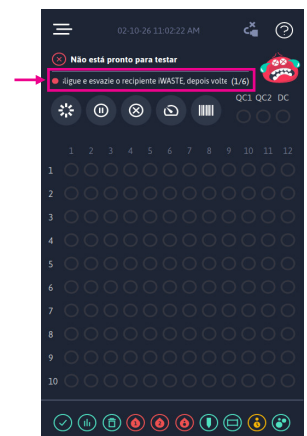 02-10-26 11:02:22 AM
Não está pronto para testar
ligue e esvazie o recipiente iWASTE, depois volte (1/6)
QC1 QC2 DC
1 2 3 4 5 6 7 8 9 10 11 12
1
2
3
4
5
6
7
8
9
10